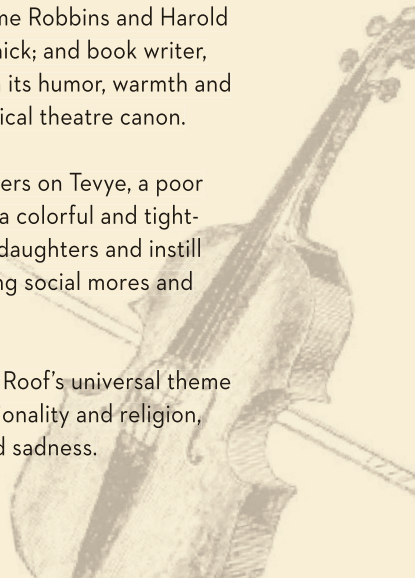 me Robbins and Harold
nick; and book writer,
its humor, warmth and
ical theatre canon.
ers on Tevye, a poor
a colorful and tight-
daughters and instill
ng social mores and
Roof's universal theme
onality and religion,
d sadness.